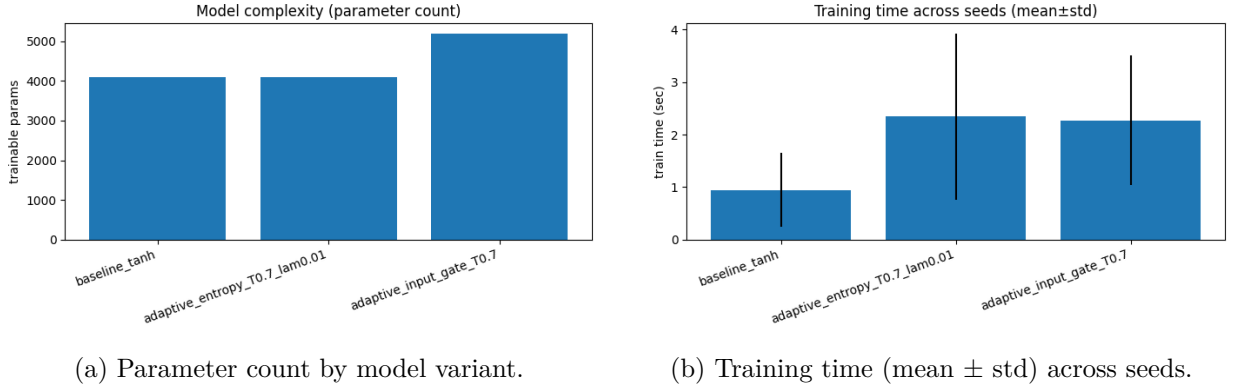 Model complexity (parameter count)
trainable params
5000
4000
3000
2000
1000
0
baseline_tanh
adaptive_entropy_T0.7_lam0.01
adaptive_input_gate_T0.7
(a) Parameter count by model variant.
Training time across seeds (mean±std)
train time (sec)
4
3
2
1
0
baseline_tanh
adaptive_entropy_T0.7_lam0.01
adaptive_input_gate_T0.7
(b) Training time (mean ± std) across seeds.